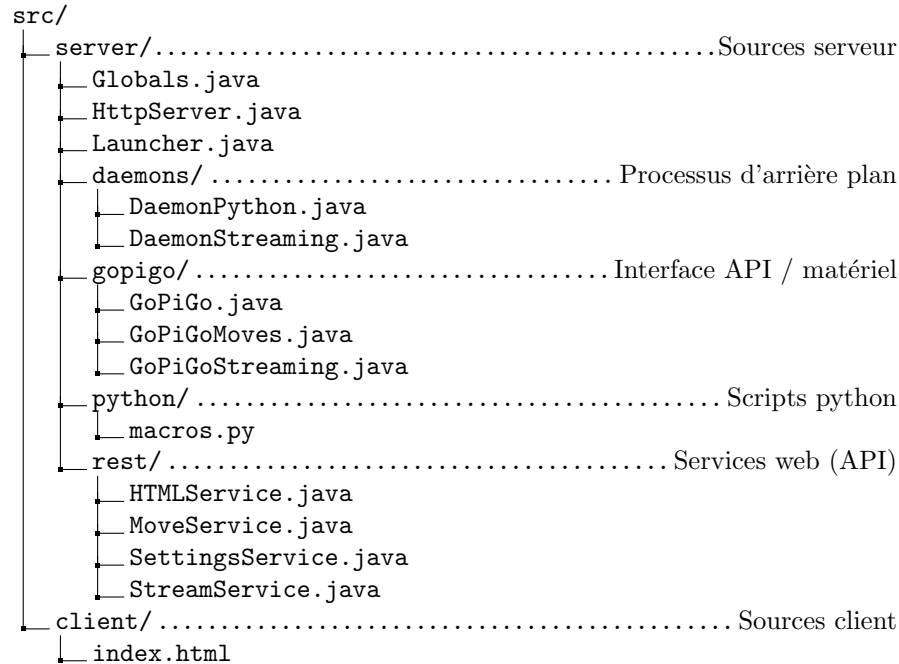 src/
server/................................................Sources serveur
Globals.java
HttpServer.java
Launcher.java
daemons/..................................Processus d'arrière plan
DaemonPython.java
DaemonStreaming.java
gopigo/...................................Interface API / matériel
GoPiGo.java
GoPiGoMoves.java
GoPiGoStreaming.java
python/............................................Scripts python
macros.py
rest/..........................................Services web (API)
HTMLService.java
MoveService.java
SettingsService.java
StreamService.java
client/................................................Sources client
index.html